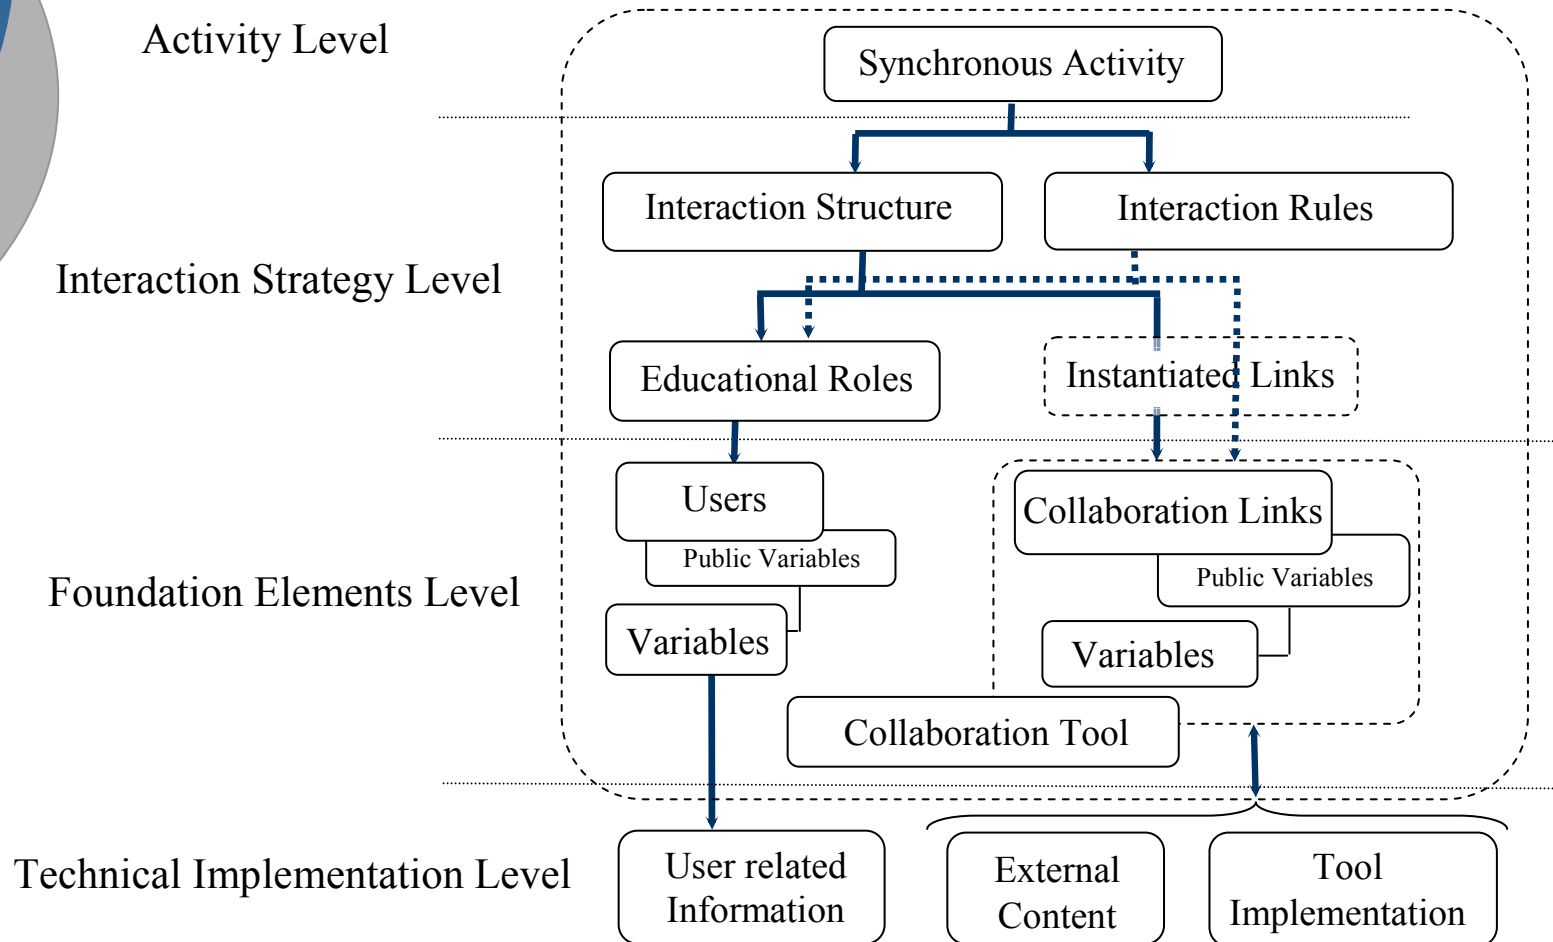 Activity Level
Synchronous Activity
Interaction Structure
Interaction Rules
Interaction Strategy Level
Educational Roles
Instantiated Links
Users
Collaboration Links
Public Variables
Public Variables
Foundation Elements Level
Variables
Variables
Collaboration Tool
Technical Implementation Level
User related
Information
External
Content
Tool
Implementation